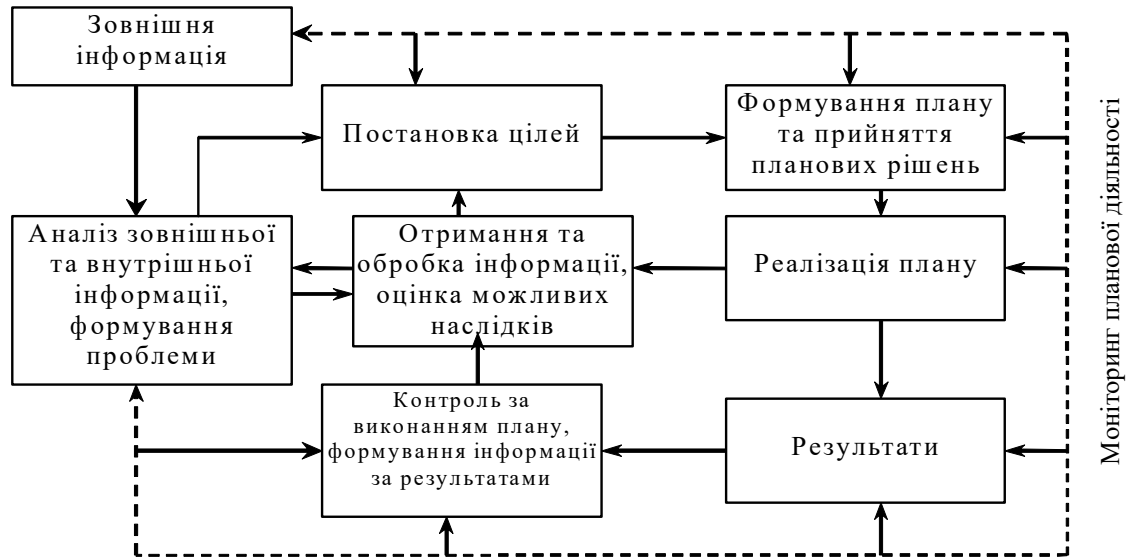 Зовнішня
інформація
Постановка цілей
Формування плану
та прийняття
планових рішень
Аналіз зовнішньої
та внутрішньої
інформації,
формування
проблеми
Отримання та
обробка інформації,
оцінка можливих
наслідків
Реалізація плану
Контроль за
виконанням плану,
формування інформації
за результатами
Результати
Моніторинг планової діяльності